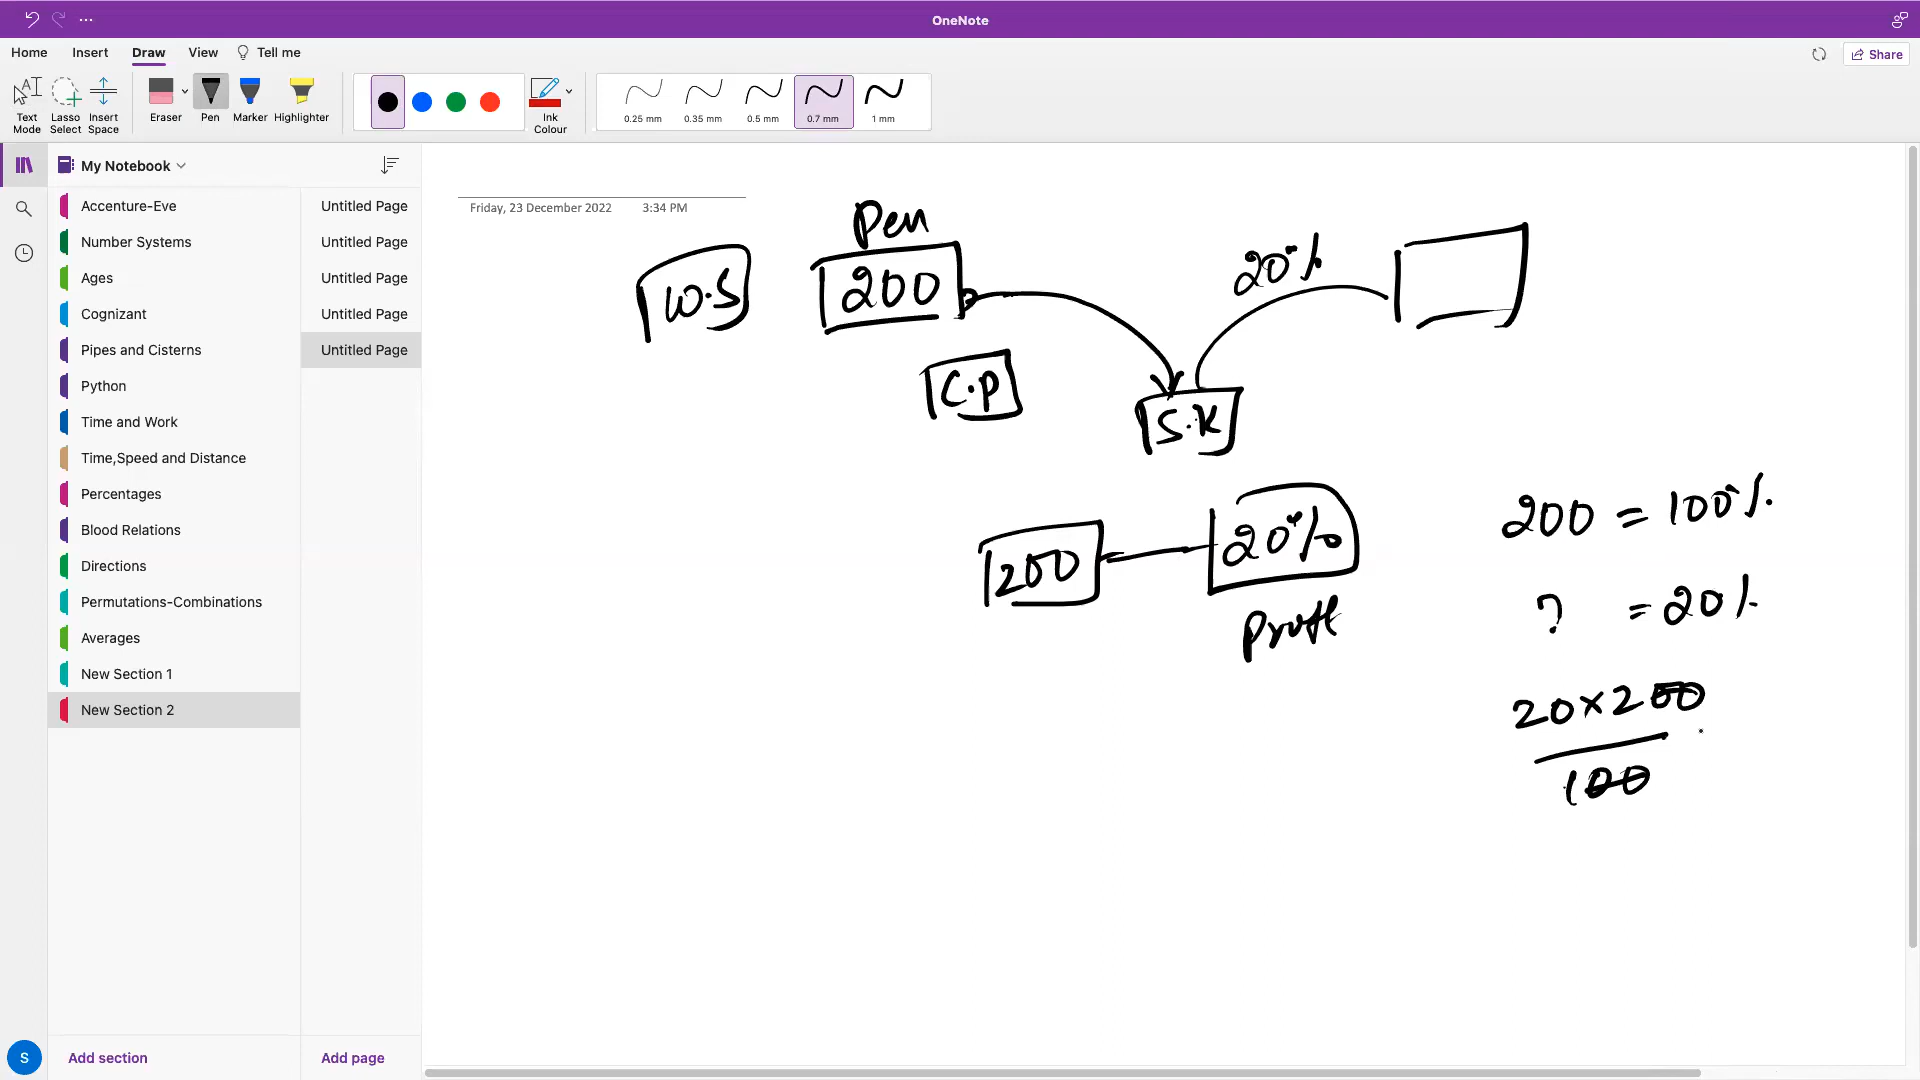 OneNote
Home Insert Draw View Tell me
Share
Text Mode
Lasso Select
Insert Space
Eraser
Pen
Marker
Highlighter
Ink Colour
0.25 mm
0.35 mm
0.5 mm
0.7 mm
1 mm
My Notebook
Accenture-Eve
Number Systems
Ages
Cognizant
Pipes and Cisterns
Python
Time and Work
Time,Speed and Distance
Percentages
Blood Relations
Directions
Permutations-Combinations
Averages
New Section 1
New Section 2
Untitled Page
Untitled Page
Untitled Page
Untitled Page
Untitled Page
Friday, 23 December 2022 3:34 PM
Pen
W.S
200
20%
C.P
S.K
200
20%
Profit
200 = 100%
? = 20%
20 × 200
100
S
Add section
Add page